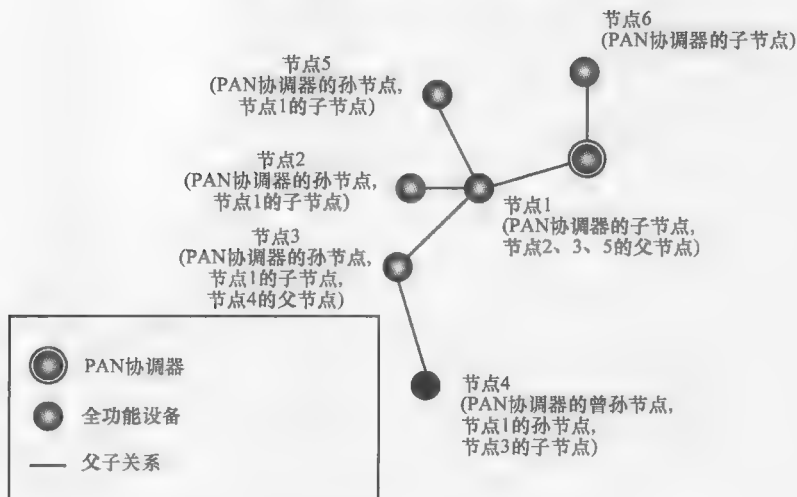 节点6
(PAN协调器的子节点)
节点5
(PAN协调器的孙节点,
节点1的子节点)
节点2
(PAN协调器的孙节点,
节点1的子节点)
节点1
(PAN协调器的子节点,
节点2、3、5的父节点)
节点3
(PAN协调器的孙节点,
节点1的子节点,
节点4的父节点)
节点4
(PAN协调器的曾孙节点,
节点1的孙节点,
节点3的子节点)
PAN协调器
全功能设备
父子关系